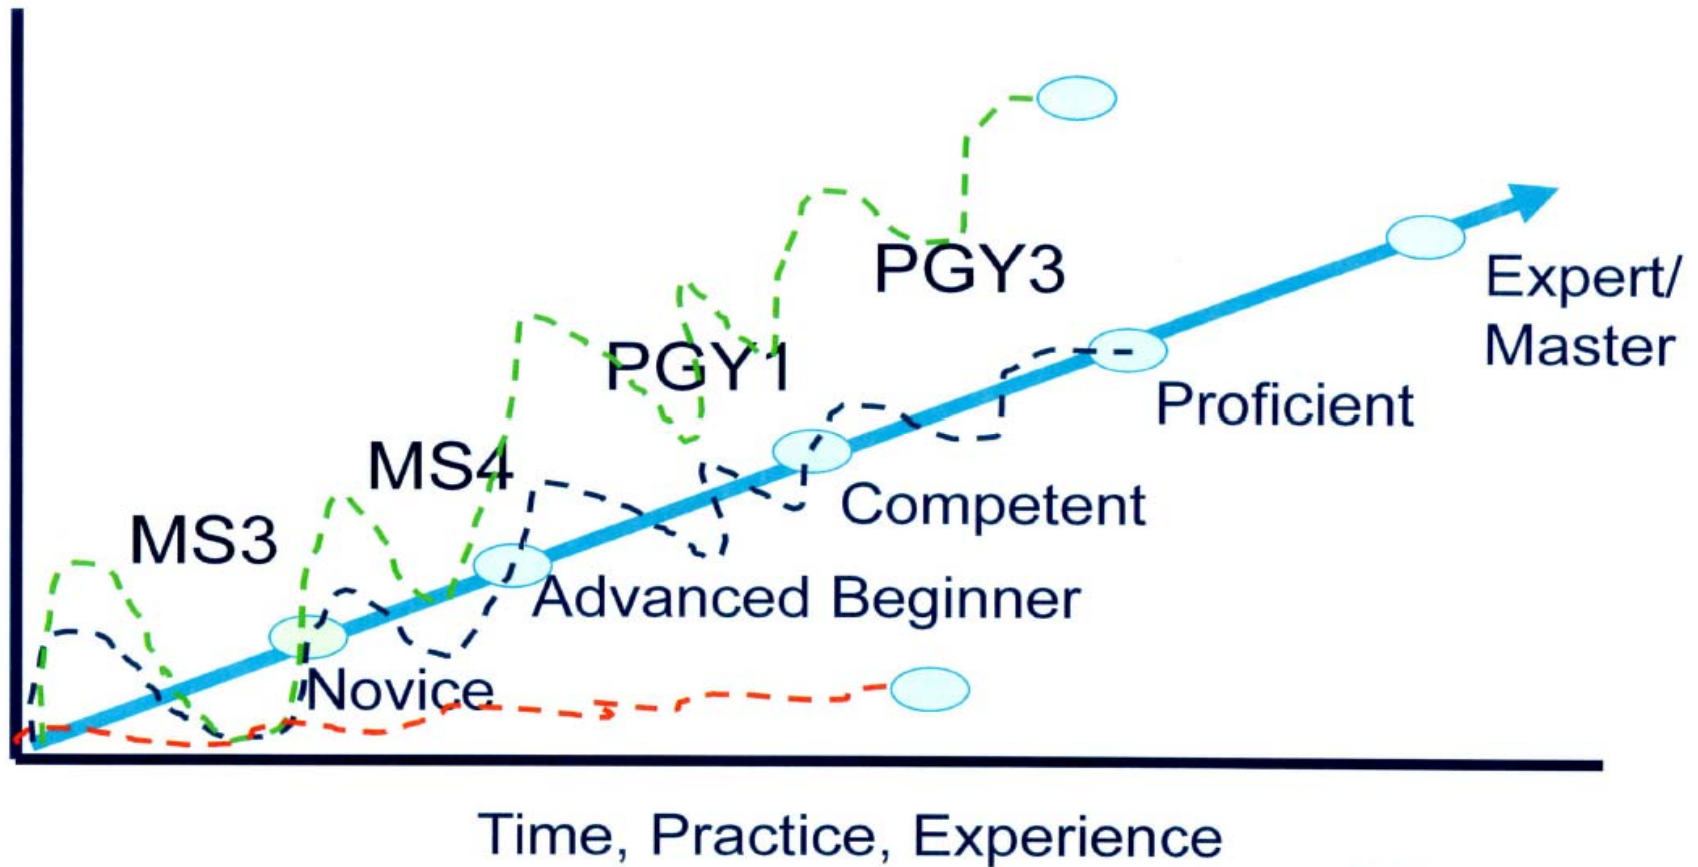 PGY3
Expert/
Master
PGY1
Proficient
MS4
Competent
MS3
Advanced Beginner
Novice
Time, Practice, Experience